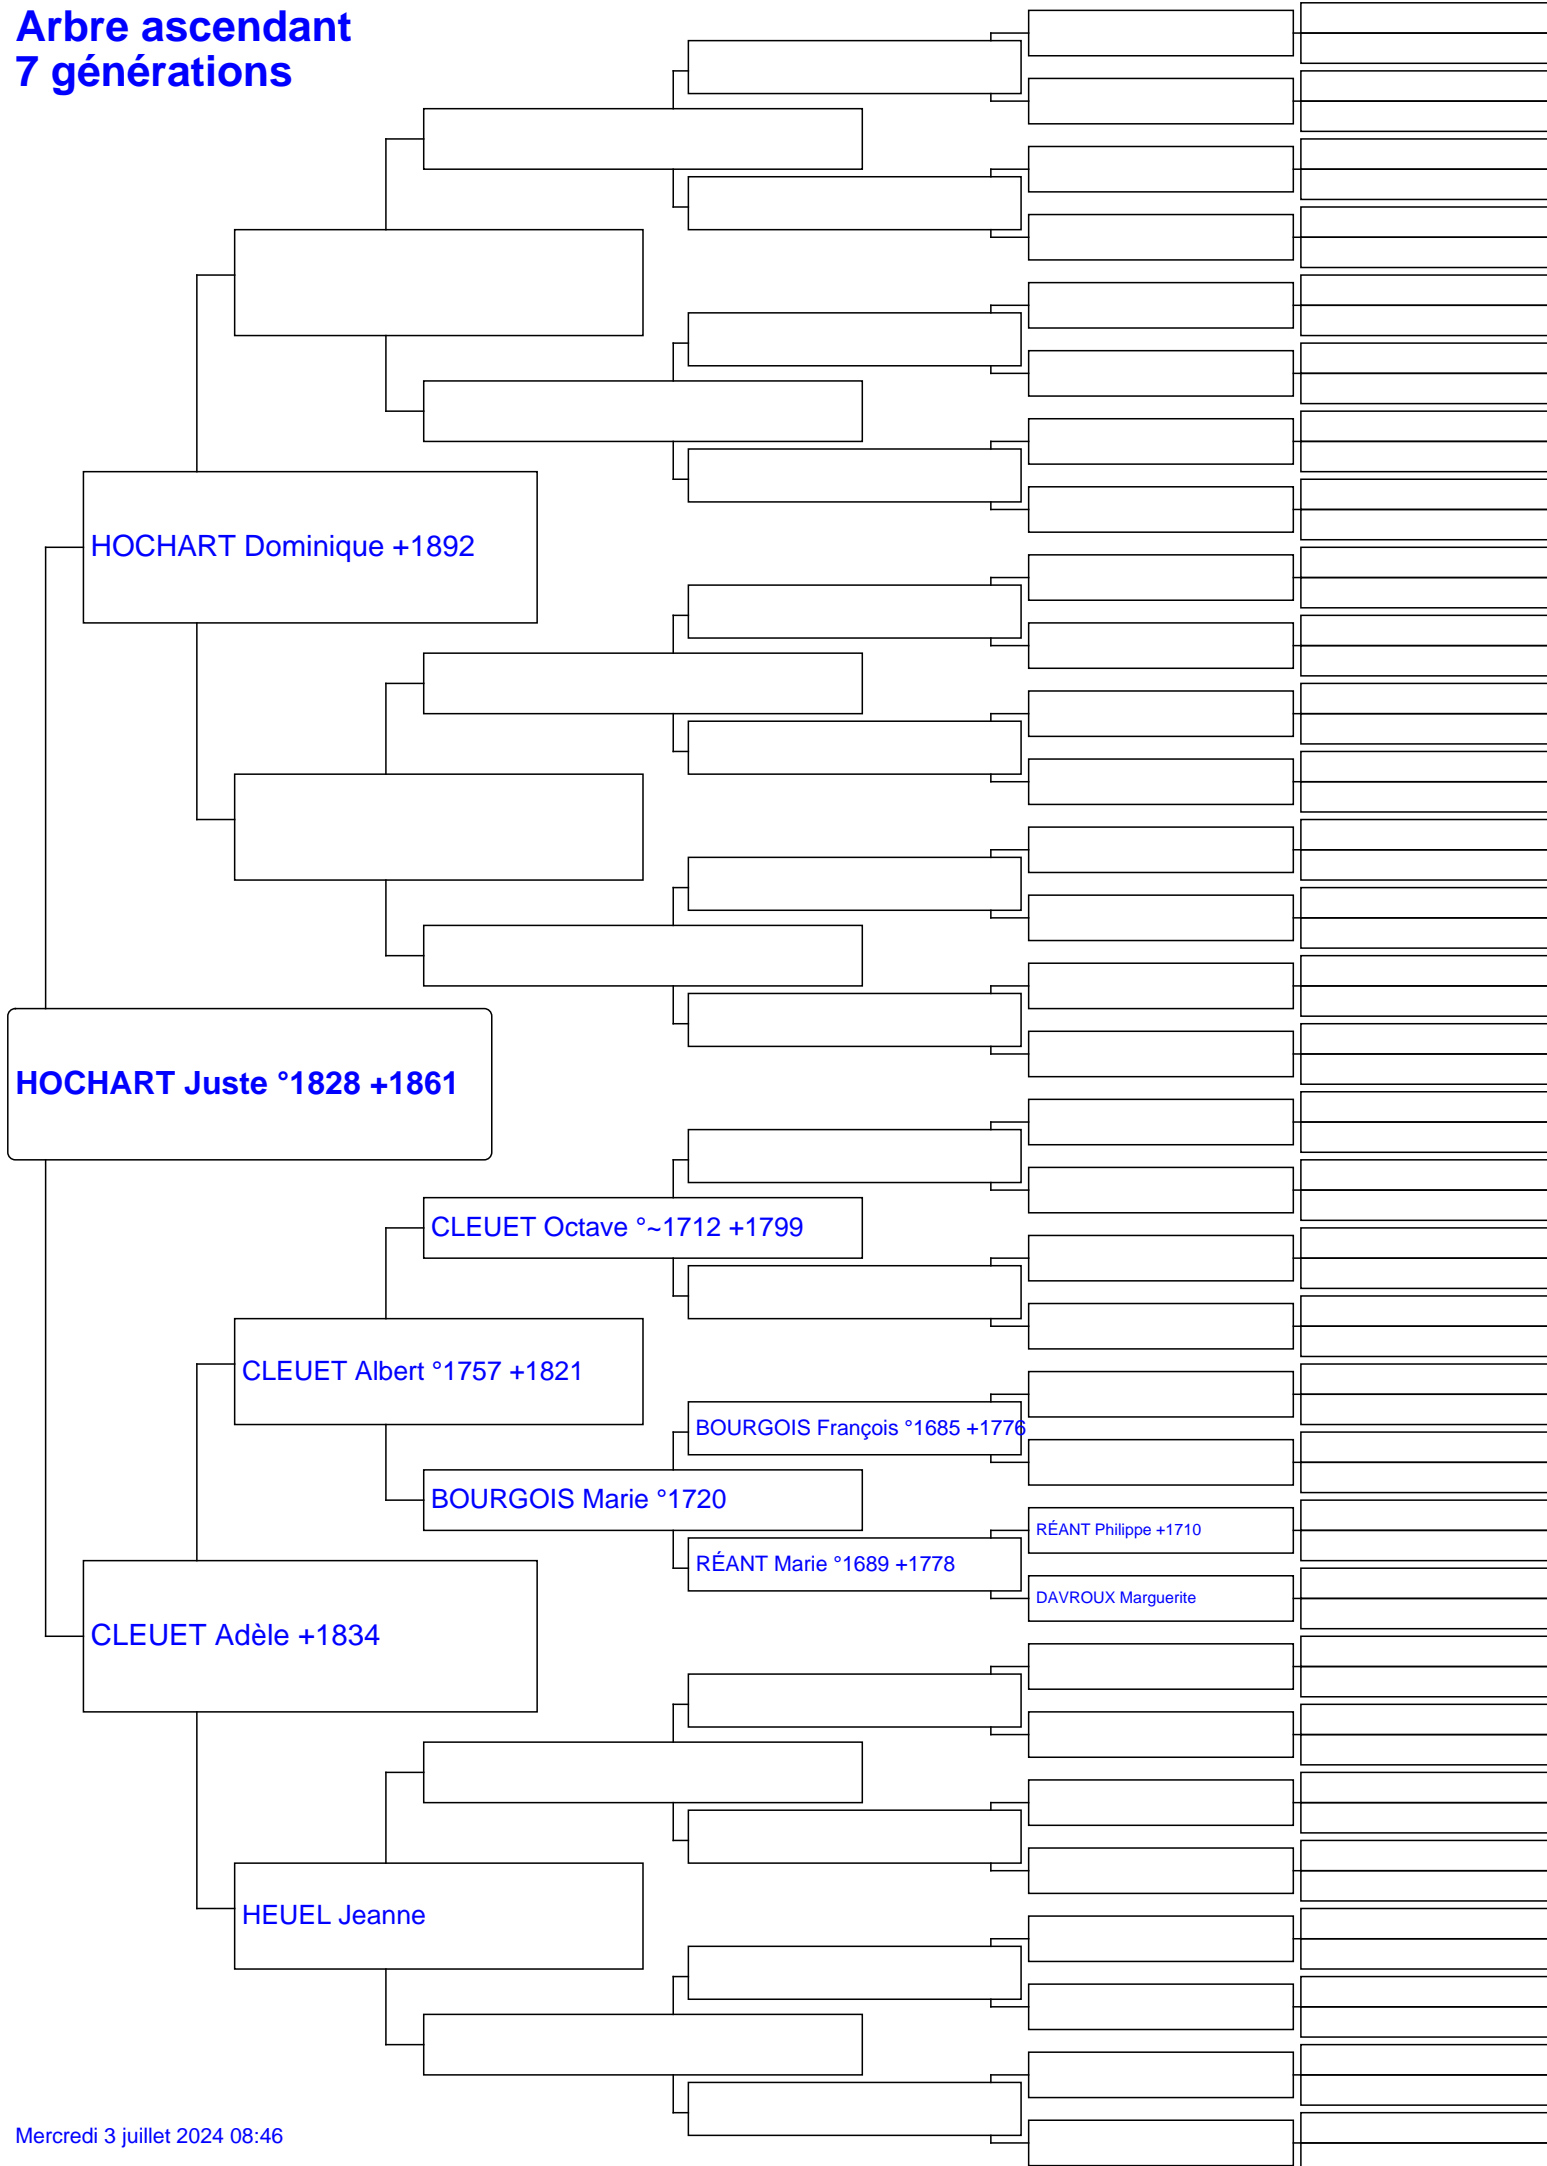 Arbre ascendant
7 générations
HOCHART Dominique +1892
HOCHART Juste °1828 +1861
CLEUET Octave °~1712 +1799
CLEUET Albert °1757 +1821
BOURGOIS François °1685 +1776
BOURGOIS Marie °1720
RÉANT Philippe +1710
RÉANT Marie °1689 +1778
DAVROUX Marguerite
CLEUET Adèle +1834
HEUEL Jeanne
Mercredi 3 juillet 2024 08:46